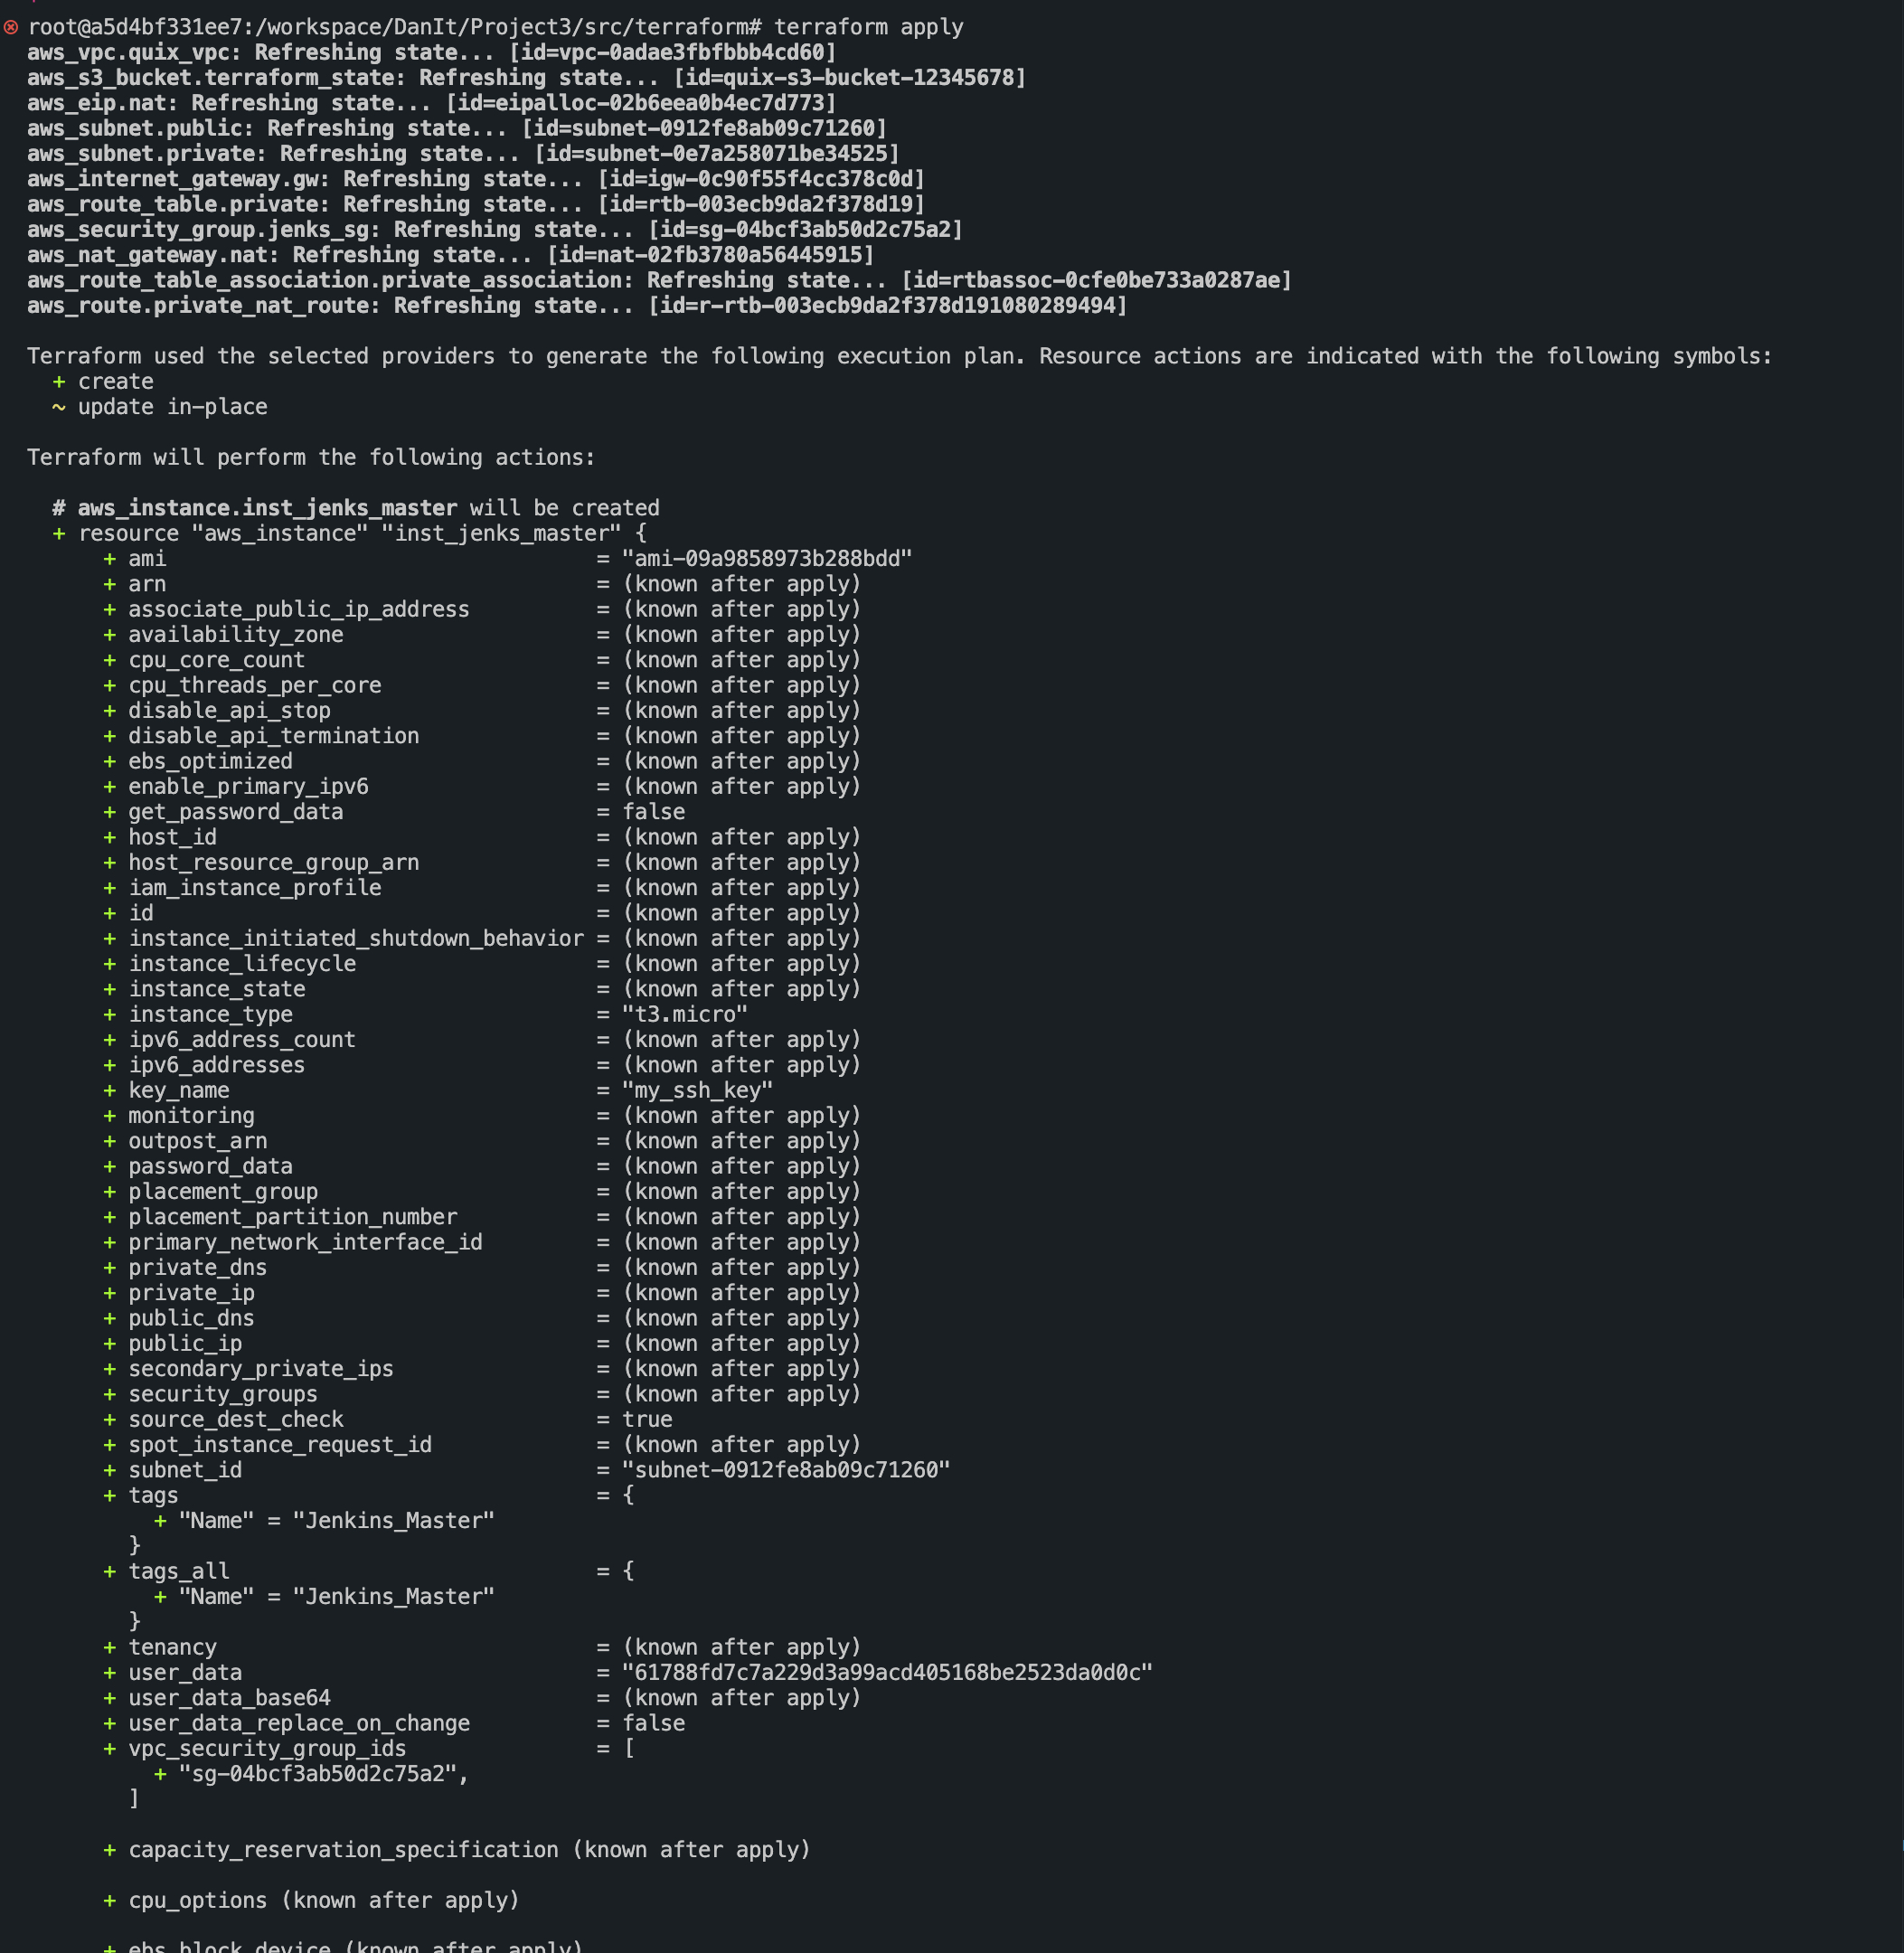 root@a5d4bf331ee7:/workspace/DanIt/Project3/src/terraform# terraform apply
aws_vpc.quix_vpc: Refreshing state... [id=vpc-0adae3fbfbbb4cd60]
aws_s3_bucket.terraform_state: Refreshing state... [id=quix-s3-bucket-12345678]
aws_eip.nat: Refreshing state... [id=eipalloc-02b6eea0b4ec7d773]
aws_subnet.public: Refreshing state... [id=subnet-0912fe8ab09c71260]
aws_subnet.private: Refreshing state... [id=subnet-0e7a258071be34525]
aws_internet_gateway.gw: Refreshing state... [id=igw-0c90f55f4cc378c0d]
aws_route_table.private: Refreshing state... [id=rtb-003ecb9da2f378d19]
aws_security_group.jenks_sg: Refreshing state... [id=sg-04bcf3ab50d2c75a2]
aws_nat_gateway.nat: Refreshing state... [id=nat-02fb3780a56445915]
aws_route_table_association.private_association: Refreshing state... [id=rtbassoc-0cfe0be733a0287ae]
aws_route.private_nat_route: Refreshing state... [id=r-rtb-003ecb9da2f378d191080289494]
Terraform used the selected providers to generate the following execution plan. Resource actions are indicated with the following symbols:
+ create
~ update in-place
Terraform will perform the following actions:
# aws_instance.inst_jenks_master will be created
+ resource "aws_instance" "inst_jenks_master" {
+ ami = "ami-09a9858973b288bdd"
+ arn = (known after apply)
+ associate_public_ip_address = (known after apply)
+ availability_zone = (known after apply)
+ cpu_core_count = (known after apply)
+ cpu_threads_per_core = (known after apply)
+ disable_api_stop = (known after apply)
+ disable_api_termination = (known after apply)
+ ebs_optimized = (known after apply)
+ enable_primary_ipv6 = (known after apply)
+ get_password_data = false
+ host_id = (known after apply)
+ host_resource_group_arn = (known after apply)
+ iam_instance_profile = (known after apply)
+ id = (known after apply)
+ instance_initiated_shutdown_behavior = (known after apply)
+ instance_lifecycle = (known after apply)
+ instance_state = (known after apply)
+ instance_type = "t3.micro"
+ ipv6_address_count = (known after apply)
+ ipv6_addresses = (known after apply)
+ key_name = "my_ssh_key"
+ monitoring = (known after apply)
+ outpost_arn = (known after apply)
+ password_data = (known after apply)
+ placement_group = (known after apply)
+ placement_partition_number = (known after apply)
+ primary_network_interface_id = (known after apply)
+ private_dns = (known after apply)
+ private_ip = (known after apply)
+ public_dns = (known after apply)
+ public_ip = (known after apply)
+ secondary_private_ips = (known after apply)
+ security_groups = (known after apply)
+ source_dest_check = true
+ spot_instance_request_id = (known after apply)
+ subnet_id = "subnet-0912fe8ab09c71260"
+ tags = {
+ "Name" = "Jenkins_Master"
}
+ tags_all = {
+ "Name" = "Jenkins_Master"
}
+ tenancy = (known after apply)
+ user_data = "61788fd7c7a229d3a99acd405168be2523da0d0c"
+ user_data_base64 = (known after apply)
+ user_data_replace_on_change = false
+ vpc_security_group_ids = [
+ "sg-04bcf3ab50d2c75a2",
]
+ capacity_reservation_specification (known after apply)
+ cpu_options (known after apply)
+ ebs_block_device (known after apply)